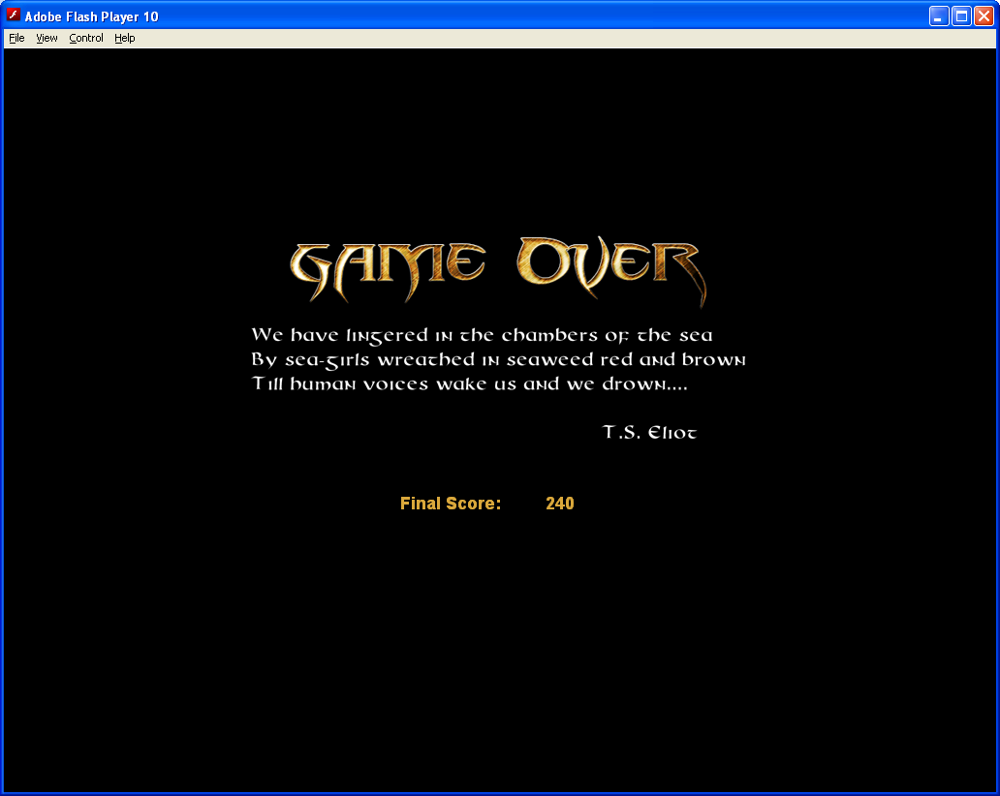 Adobe Flash Player 10
File View Control Help
GAME OVER
We have lingered in the chambers of the sea
By sea-girls wreathed in seaweed red and brown
Till human voices wake us and we drown....
T.S. Eliot
Final Score: 240